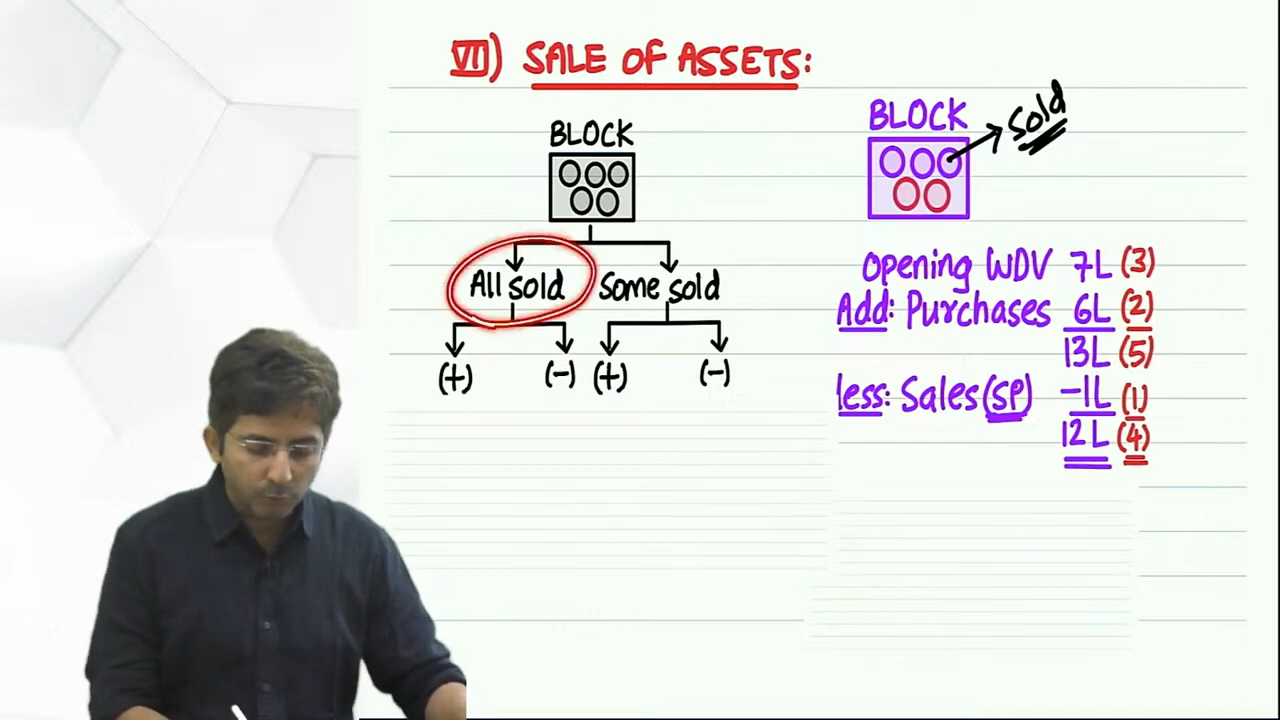 VI) SALE OF ASSETS:
BLOCK
All sold
Some sold
(+)
(-)
(+)
(-)
BLOCK
Sold
Opening WDV 7L (3)
Add: Purchases 6L (2)
13L (5)
less: Sales (SP) -1L (1)
12L (4)